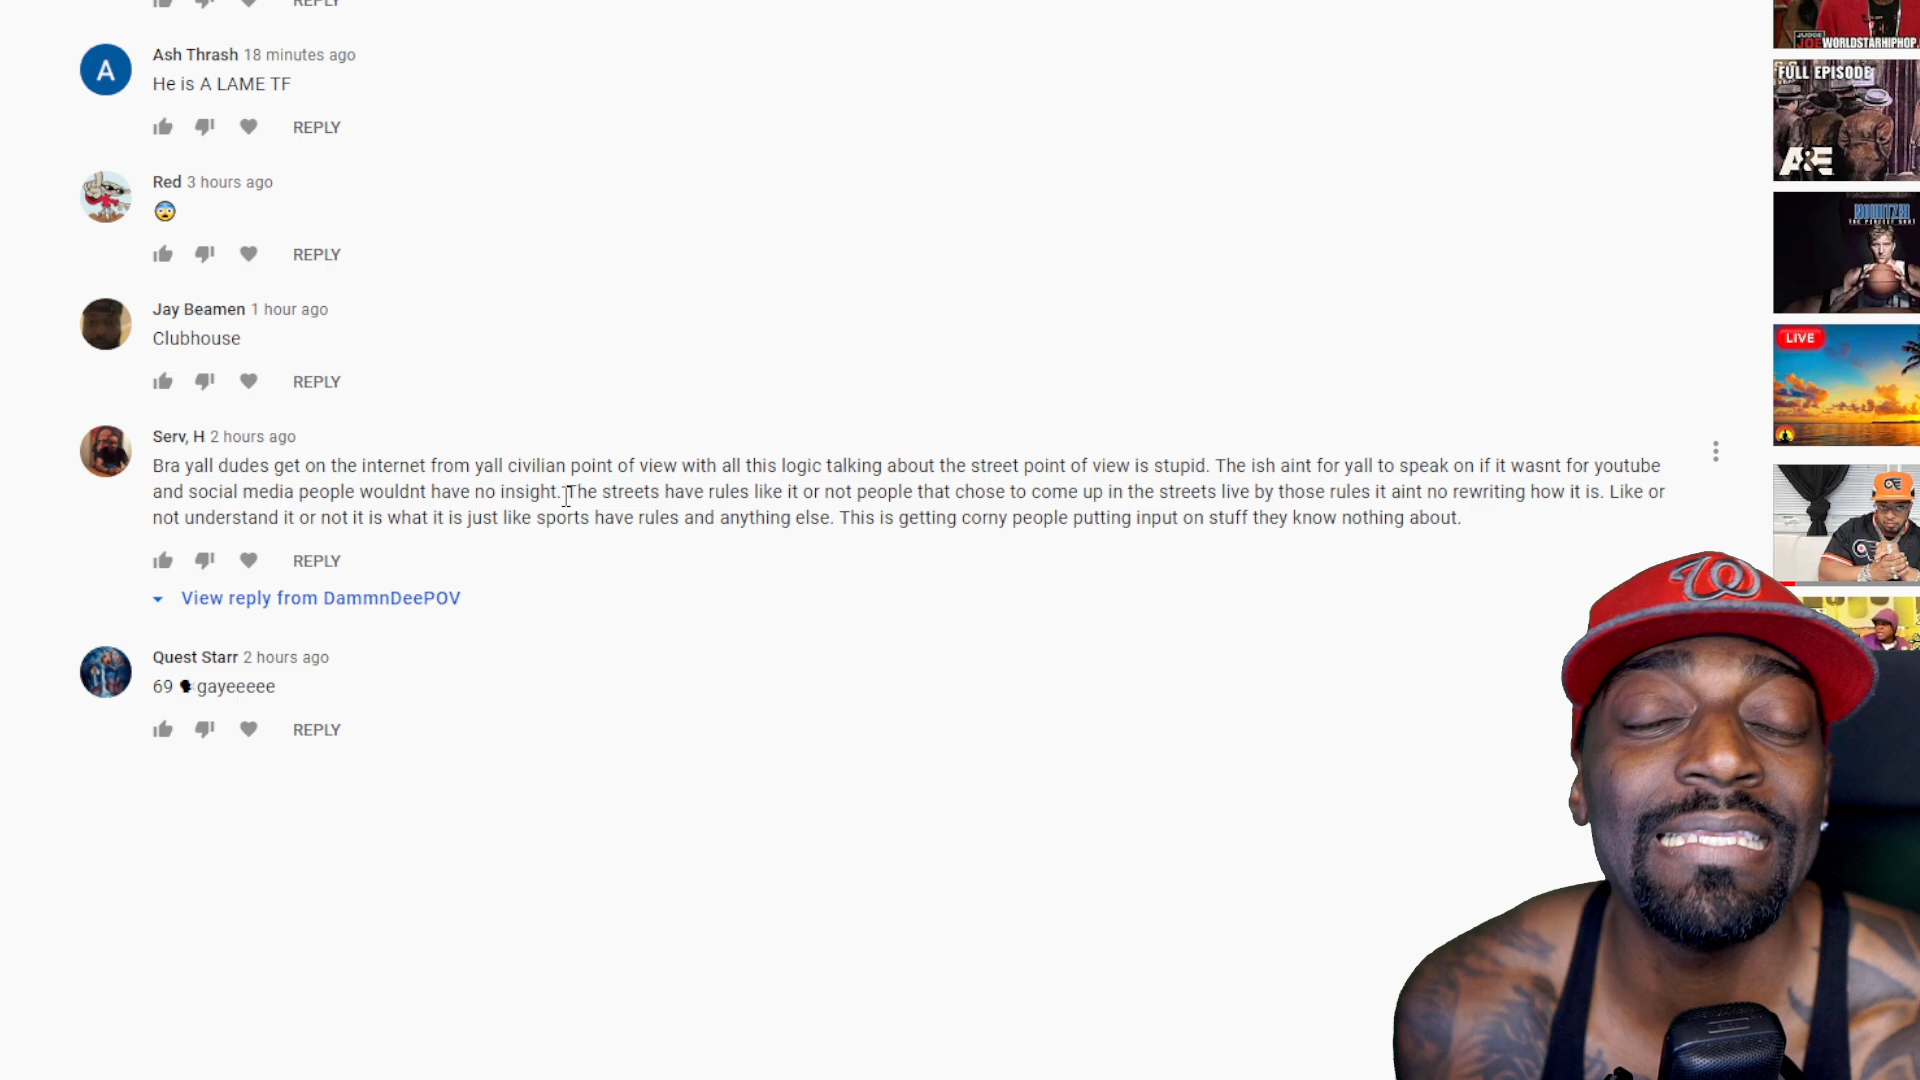 REPLY
Ash Thrash 18 minutes ago
He is A LAME TF
REPLY
Red 3 hours ago
REPLY
Jay Beamen 1 hour ago
Clubhouse
REPLY
Serv, H 2 hours ago
Bra yall dudes get on the internet from yall civilian point of view with all this logic talking about the street point of view is stupid. The ish aint for yall to speak on if it wasnt for youtube
and social media people wouldnt have no insight. The streets have rules like it or not people that chose to come up in the streets live by those rules it aint no rewriting how it is. Like or
not understand it or not it is what it is just like sports have rules and anything else. This is getting corny people putting input on stuff they know nothing about.
REPLY
View reply from DammnDeePOV
Quest Starr 2 hours ago
69 gayeeeee
REPLY
A
JUDGE
JOE WORLDSTARHIPHOP.
FULL EPISODE
A&E
NOWITZKI
THE PERFECT SHOT
LIVE
W